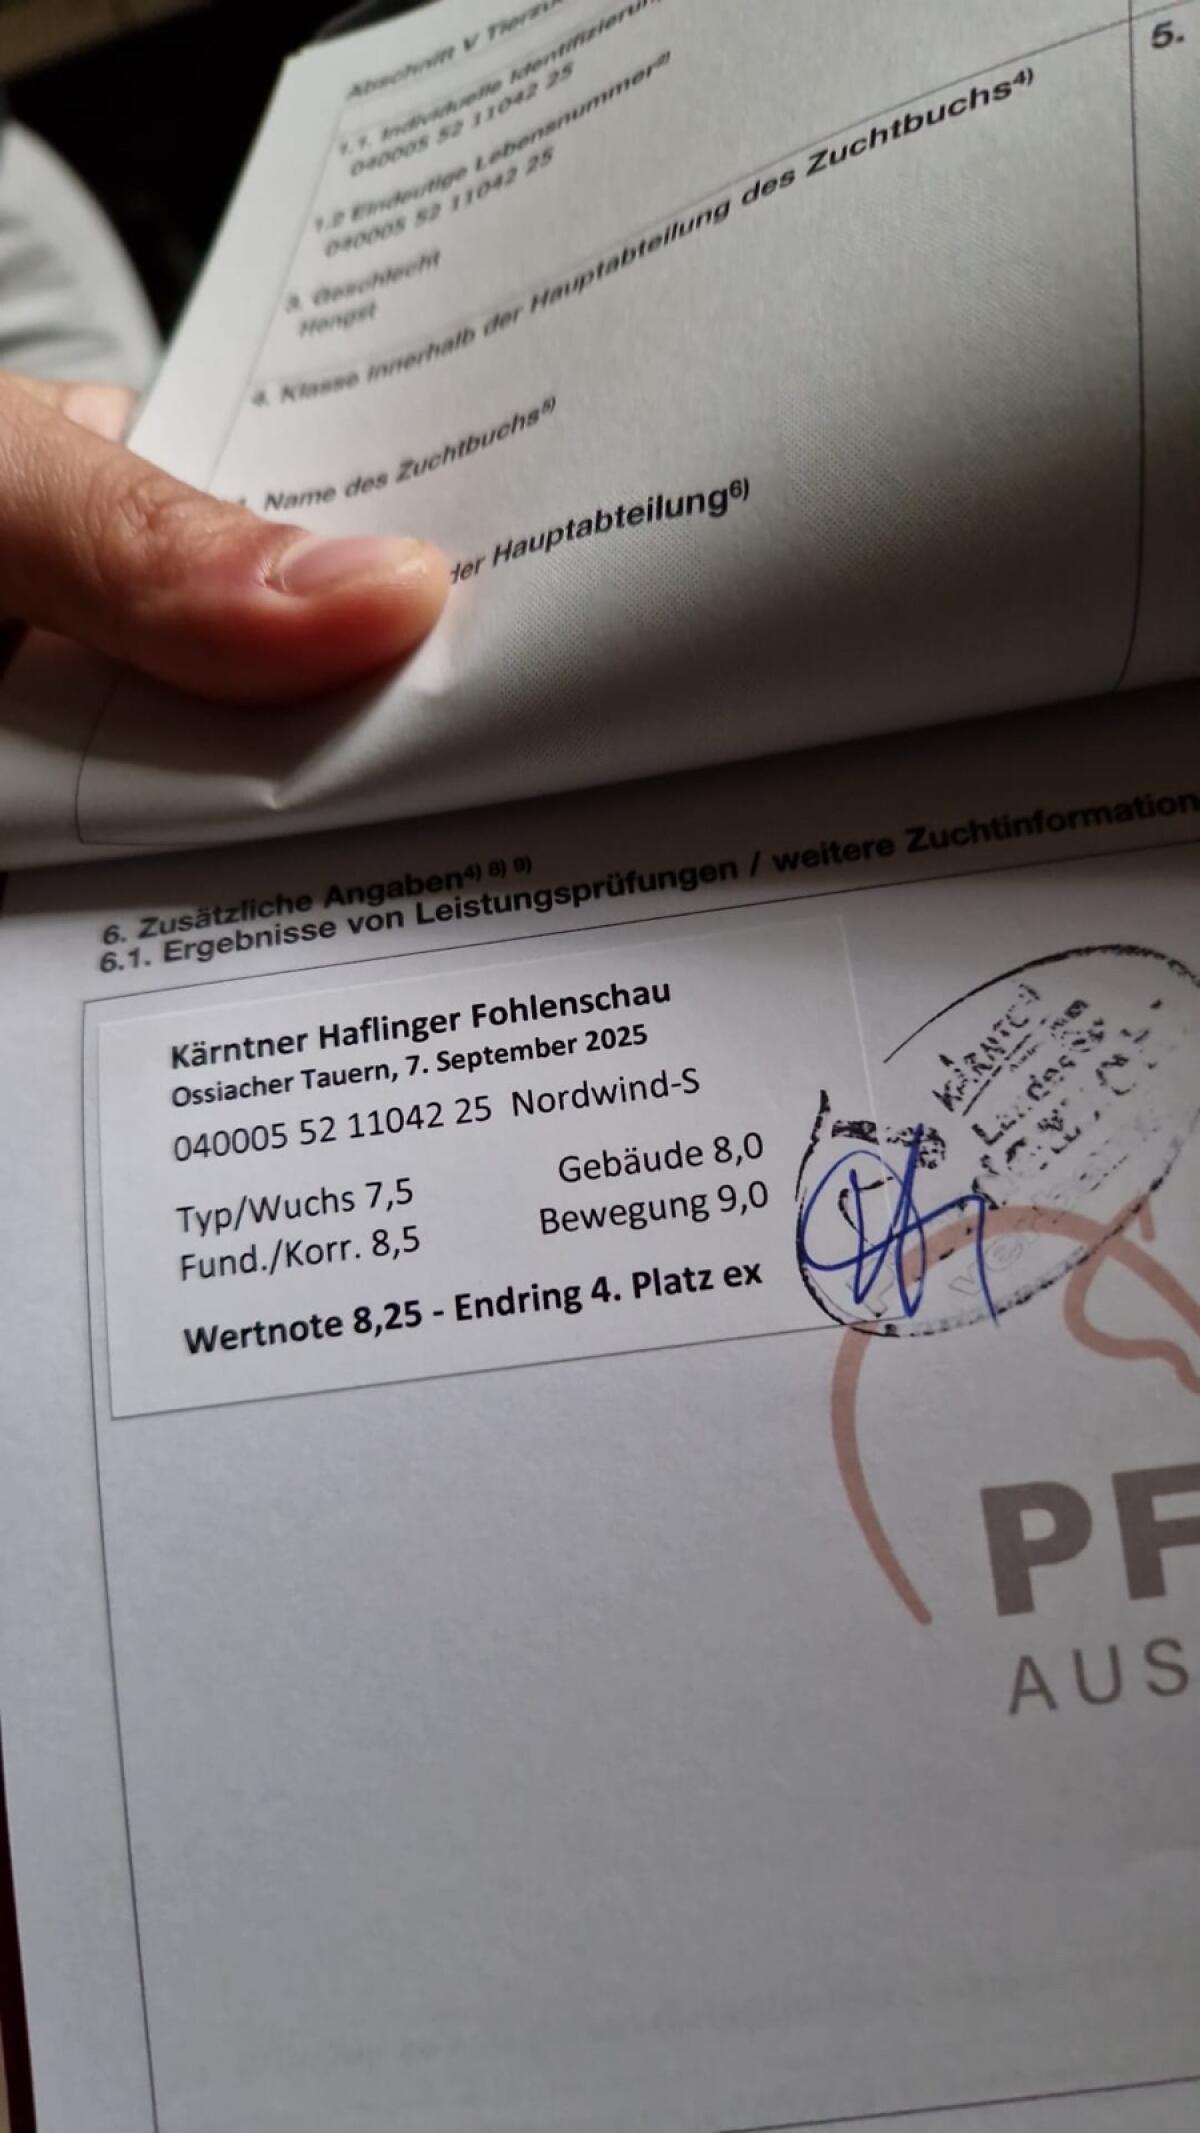 Abschnitt V Tierzu
1.1. Individuelle Identifizierun
040005 52 11042 25
1.2 Eindeutige Lebensnummer²⁾
040005 52 11042 25
3. Geschlecht
Hengst
4. Klasse innerhalb der Hauptabteilung des Zuchtbuchs⁴⁾
5.
Name des Zuchtbuchs⁵⁾
der Hauptabteilung⁶⁾
6. Zusätzliche Angaben⁴⁾ ⁸⁾ ⁹⁾
6.1. Ergebnisse von Leistungsprüfungen / weitere Zuchtinformation
Kärntner Haflinger Fohlenschau
Ossiacher Tauern, 7. September 2025
040005 52 11042 25 Nordwind-S
Typ/Wuchs 7,5 Gebäude 8,0
Fund./Korr. 8,5 Bewegung 9,0
Wertnote 8,25 - Endring 4. Platz ex
PF
AUS